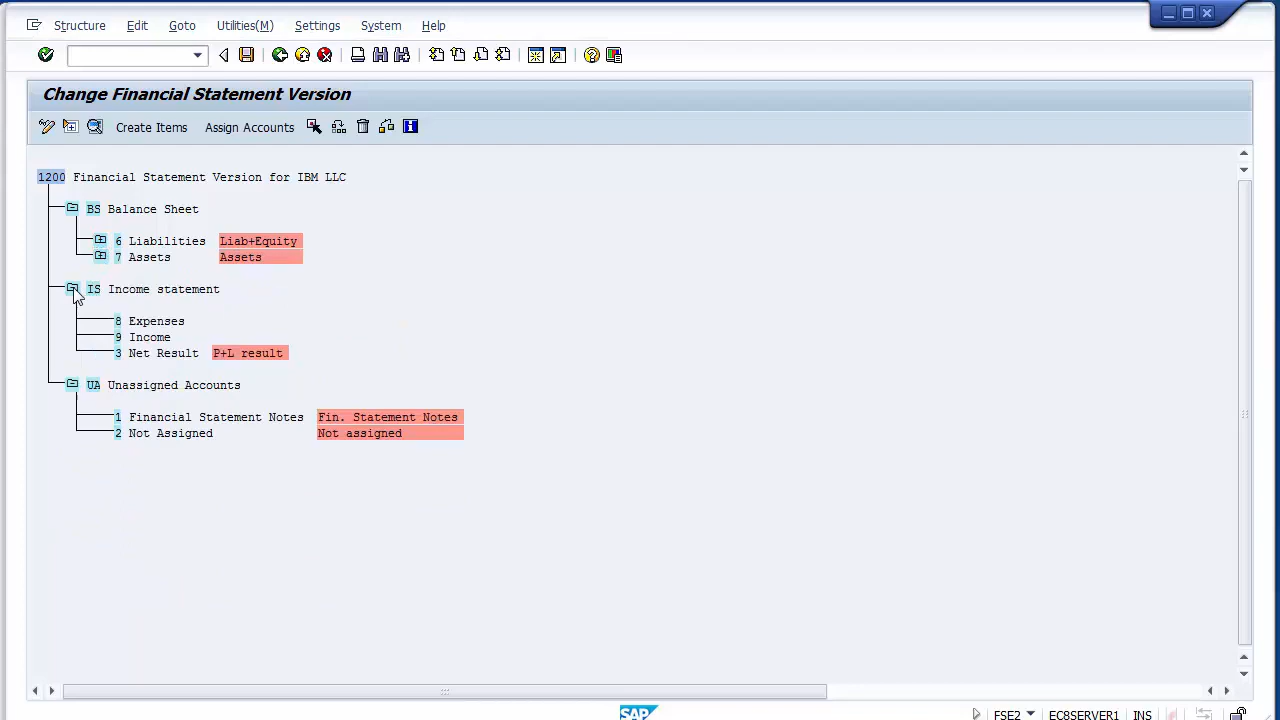 Structure Edit Goto Utilities(M) Settings System Help
Change Financial Statement Version
Create Items Assign Accounts
1200 Financial Statement Version for IBM LLC
BS Balance Sheet
6 Liabilities Liab+Equity
7 Assets Assets
IS Income statement
8 Expenses
9 Income
3 Net Result P+L result
UA Unassigned Accounts
1 Financial Statement Notes Fin. Statement Notes
2 Not Assigned Not assigned
SAP FSE2 EC8SERVER1 INS